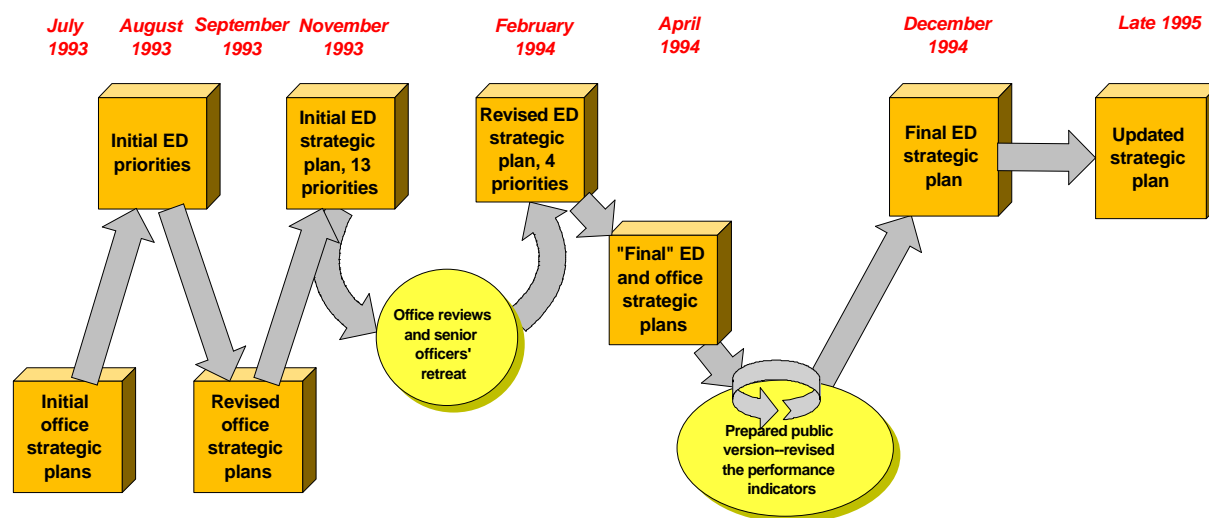 July
1993
August
1993
September
1993
November
1993
February
1994
April
1994
December
1994
Late 1995
Initial ED
priorities
Initial ED
strategic
plan, 13
priorities
Revised ED
strategic
plan, 4
priorities
Final ED
strategic
plan
Updated
strategic
plan
"Final" ED
and office
strategic
plans
Office reviews
and senior
officers'
retreat
Initial
office
strategic
plans
Revised
office
strategic
plans
Prepared public
version--revised
the performance
indicators